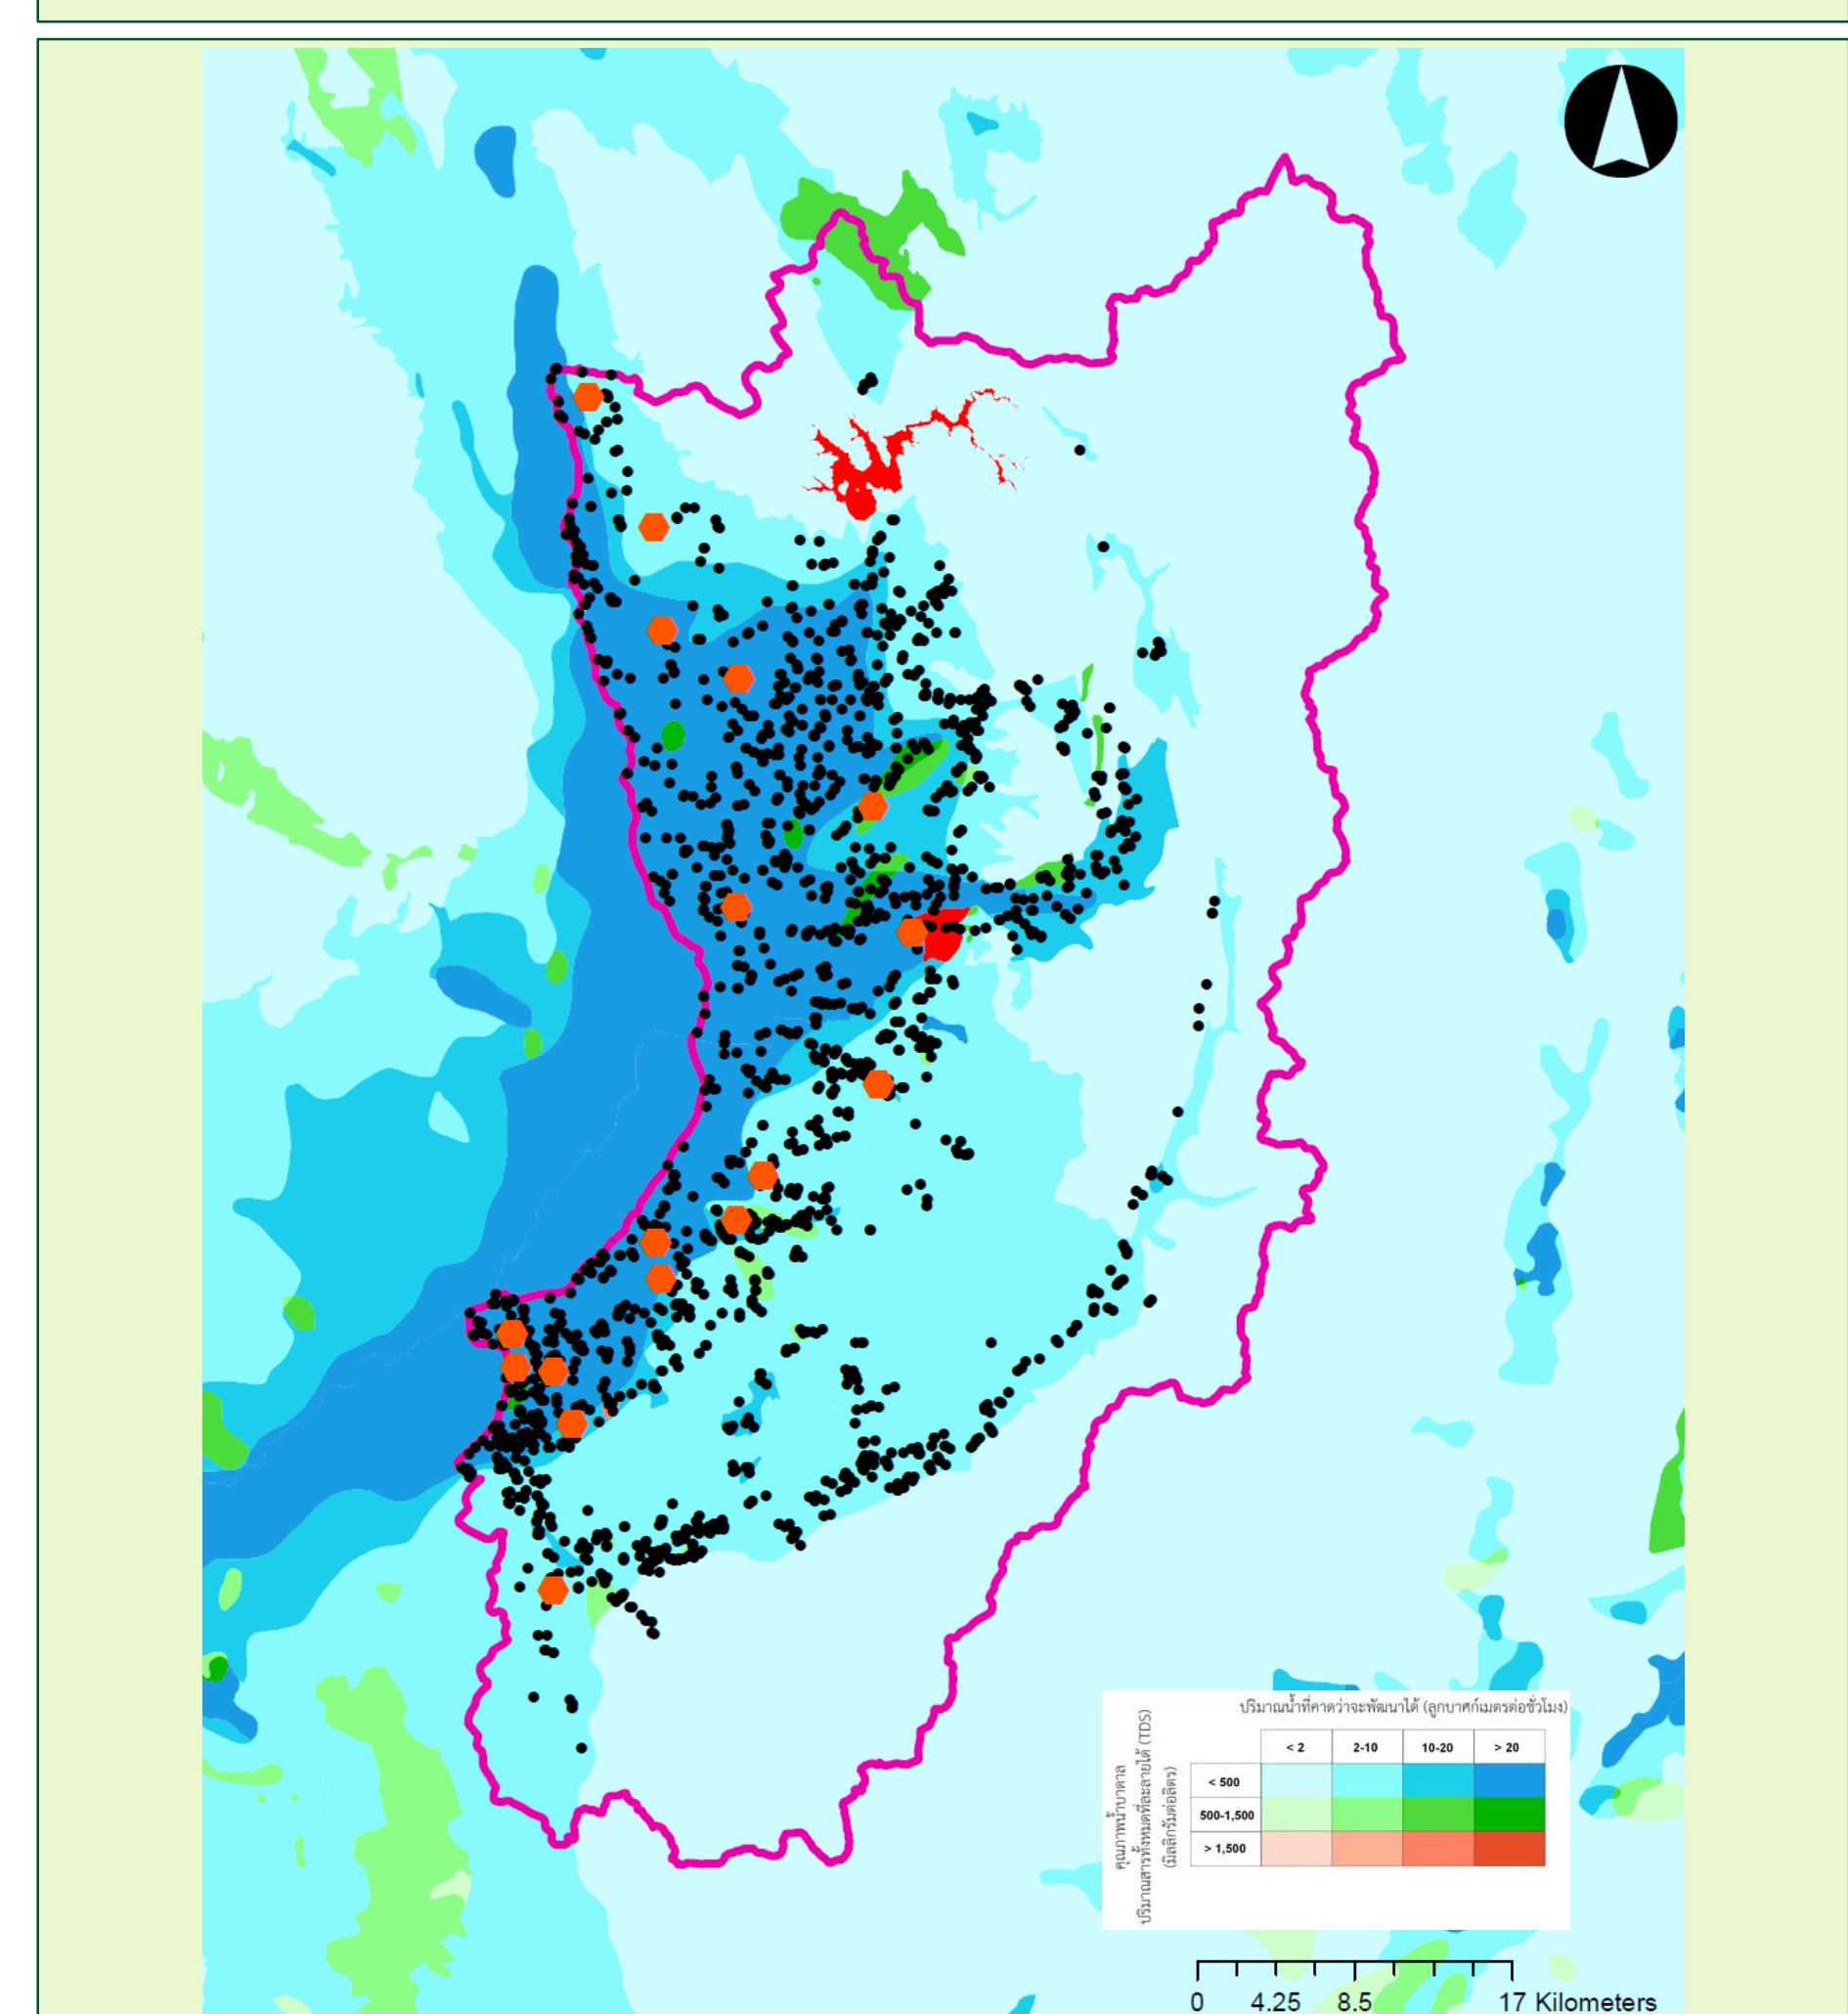 ปริมาณน้ำที่คาดว่าจะพัฒนาได้ (ลูกบาศก์เมตรต่อชั่วโมง)
คุณภาพน้ำบาดาล
ปริมาณสารทั้งหมดที่ละลายได้ (TDS)
(มิลลิกรัมต่อลิตร)
< 2 2-10 10-20 > 20
< 500
500-1,500
> 1,500
0 4.25 8.5 17 Kilometers